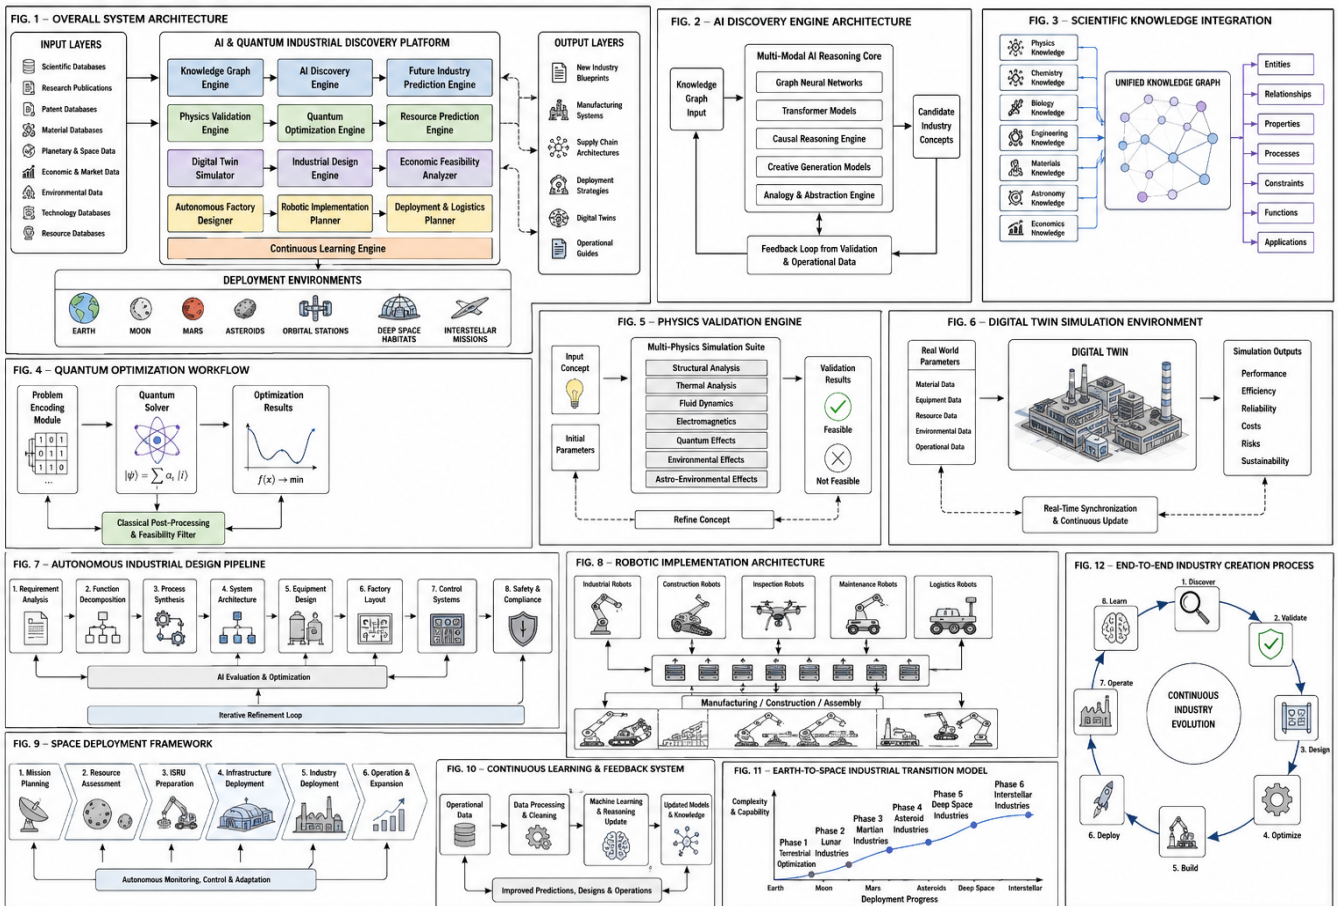 FIG. 1 – OVERALL SYSTEM ARCHITECTURE
INPUT LAYERS
Scientific Databases
Research Publications
Patent Databases
Material Databases
Planetary & Space Data
Economic & Market Data
Environmental Data
Technology Databases
Resource Databases
AI & QUANTUM INDUSTRIAL DISCOVERY PLATFORM
Knowledge Graph
Engine
AI Discovery
Engine
Future Industry
Prediction Engine
Physics Validation
Engine
Quantum
Optimization Engine
Resource Prediction
Engine
Digital Twin
Simulator
Industrial Design
Engine
Economic Feasibility
Analyzer
Autonomous Factory
Designer
Robotic Implementation
Planner
Deployment & Logistics
Planner
Continuous Learning Engine
OUTPUT LAYERS
New Industry
Blueprints
Manufacturing
Systems
Supply Chain
Architectures
Deployment
Strategies
Digital Twins
Operational
Guides
DEPLOYMENT ENVIRONMENTS
EARTH
MOON
MARS
ASTEROIDS
ORBITAL STATIONS
DEEP SPACE
HABITATS
INTERSTELLAR
MISSIONS
FIG. 2 – AI DISCOVERY ENGINE ARCHITECTURE
Knowledge
Graph
Input
Multi-Modal AI Reasoning Core
Graph Neural Networks
Transformer Models
Causal Reasoning Engine
Creative Generation Models
Analogy & Abstraction Engine
Candidate
Industry
Concepts
Feedback Loop from Validation
& Operational Data
FIG. 3 – SCIENTIFIC KNOWLEDGE INTEGRATION
Physics
Knowledge
Chemistry
Knowledge
Biology
Knowledge
Engineering
Knowledge
Materials
Knowledge
Astronomy
Knowledge
Economics
Nnowledge
UNIFIED KNOWLEDGE GRAPH
Entities
Relationships
Properties
Processes
Constraints
Functions
Applications
FIG. 4 – QUANTUM OPTIMIZATION WORKFLOW
Problem
Encoding
Module
1 0 1
0 1 1
1 1 0
...
Quantum
Solver
|ψ⟩ = ∑ α, |i⟩
Optimization
Results
f(x) → min
Classical Post-Processing
& Feasibility Filter
FIG. 5 – PHYSICS VALIDATION ENGINE
Input
Concept
Initial
Parameters
Multi-Physics Simulation Suite
Structural Analysis
Thermal Analysis
Fluid Dynamics
Electromagnetics
Quantum Effects
Environmental Effects
Astro-Environmental Effects
Validation
Results
Feasible
Not Feasible
Refine Concept
FIG. 6 – DIGITAL TWIN SIMULATION ENVIRONMENT
Real World
Parameters
Material Data
Equipment Data
Resource Data
Environmental Data
Operational Data
DIGITAL TWIN
Simulation Outputs
Performance
Efficiency
Reliability
Costs
Risks
Sustainability
Real-Time Synchronization
& Continuous Update
FIG. 7 – AUTONOMOUS INDUSTRIAL DESIGN PIPELINE
1. Requirement
Analysis
2. Function
Decomposition
3. Process
Synthesis
4. System
Architecture
5. Equipment
Design
6. Factory
Layout
7. Control
Systems
8. Safety &
Compliance
AI Evaluation & Optimization
Iterative Refinement Loop
FIG. 8 – ROBOTIC IMPLEMENTATION ARCHITECTURE
Industrial Robots
Construction Robots
Inspection Robots
Maintenance Robots
Logistics Robots
Manufacturing / Construction / Assembly
FIG. 12 – END-TO-END INDUSTRY CREATION PROCESS
1. Discover
2. Validate
3. Design
4. Optimize
5. Build
6. Deploy
7. Operate
8. Learn
CONTINUOUS
INDUSTRY
EVOLUTION
FIG. 9 – SPACE DEPLOYMENT FRAMEWORK
1. Mission
Planning
2. Resource
Assessment
3. ISRU
Preparation
4. Infrastructure
Deployment
5. Industry
Deployment
6. Operation &
Expansion
Autonomous Monitoring, Control & Adaptation
FIG. 10 – CONTINUOUS LEARNING & FEEDBACK SYSTEM
Operational
Data
Data Processing
& Cleaning
Machine Learning
& Reasoning
Update
Updated Models
& Knowledge
Improved Predictions, Designs & Operations
FIG. 11 – EARTH-TO-SPACE INDUSTRIAL TRANSITION MODEL
Complexity
& Capability
Phase 1
Terrestrial
Optimization
Phase 2
Lunar
Industries
Phase 3
Martian
Industries
Phase 4
Asteroid
Industries
Phase 5
Deep Space
Industries
Phase 6
Interstellar
Industries
Earth
Moon
Mars
Asteroids
Deep Space
Interstellar
Deployment Progress